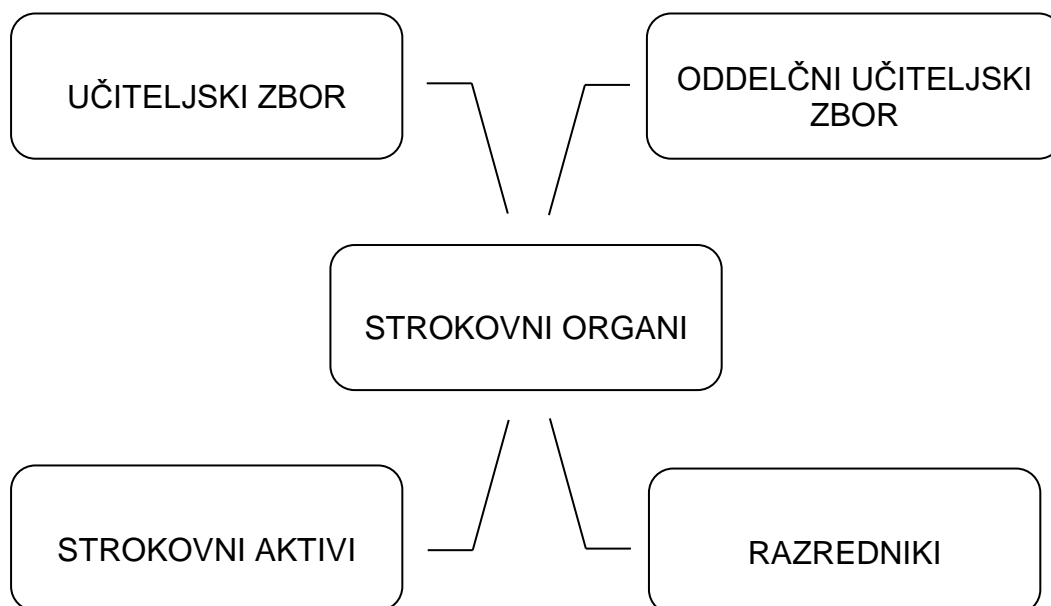 UČITELJSKI ZBOR
ODDELČNI UČITELJSKI
ZBOR
STROKOVNI ORGANI
STROKOVNI AKTIVI
RAZREDNIKI